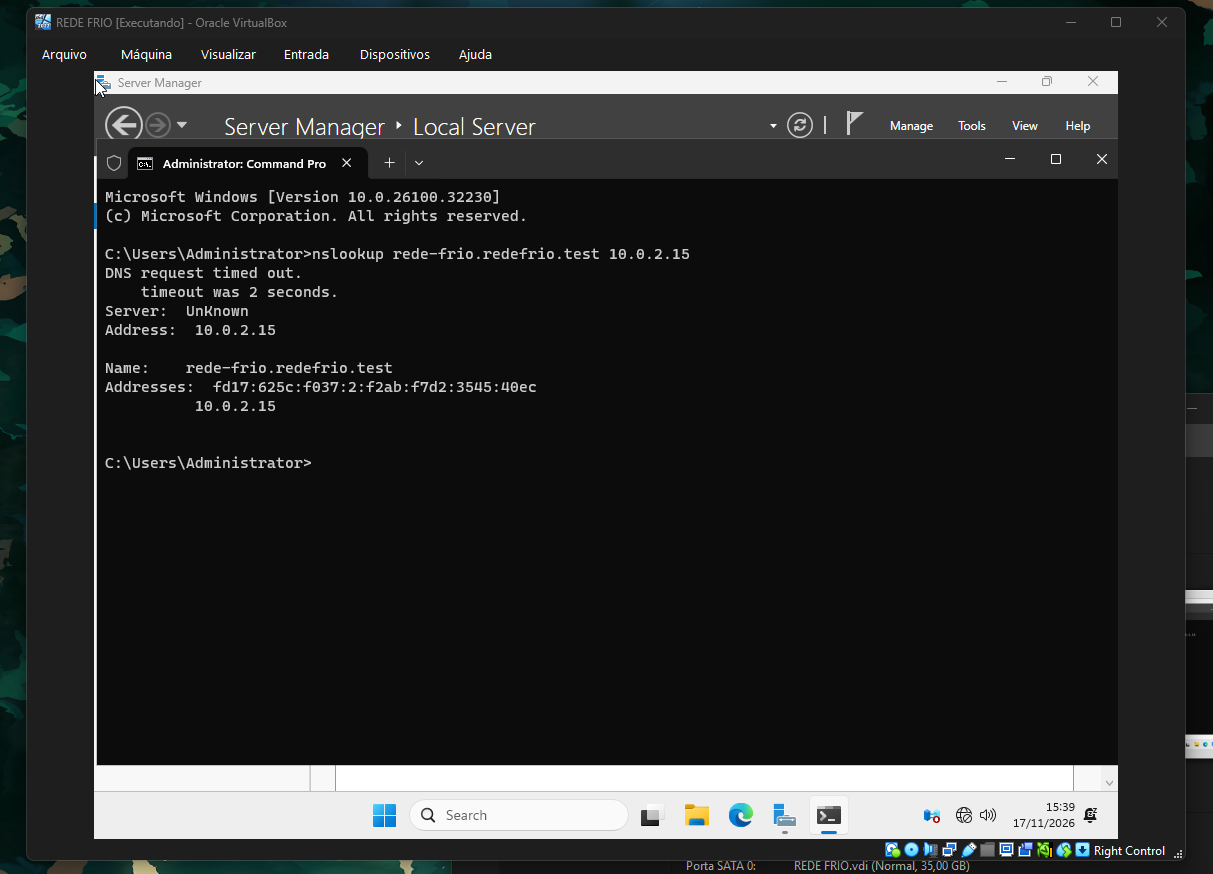 REDE FRIO [Executando] - Oracle VirtualBox
Arquivo Máquina Visualizar Entrada Dispositivos Ajuda
Server Manager
Server Manager Local Server
Manage Tools View Help
Administrator: Command Pro
Microsoft Windows [Version 10.0.26100.32230]
(c) Microsoft Corporation. All rights reserved.
C:\Users\Administrator>nslookup rede-frio.redefrio.test 10.0.2.15
DNS request timed out.
    timeout was 2 seconds.
Server:  UnKnown
Address:  10.0.2.15
Name:    rede-frio.redefrio.test
Addresses:  fd17:625c:f037:2:f2ab:f7d2:3545:40ec
          10.0.2.15
C:\Users\Administrator>
Search
15:39
17/11/2026
Right Control
Porta SATA 0: REDE FRIO.vdi (Normal, 35,00 GB)